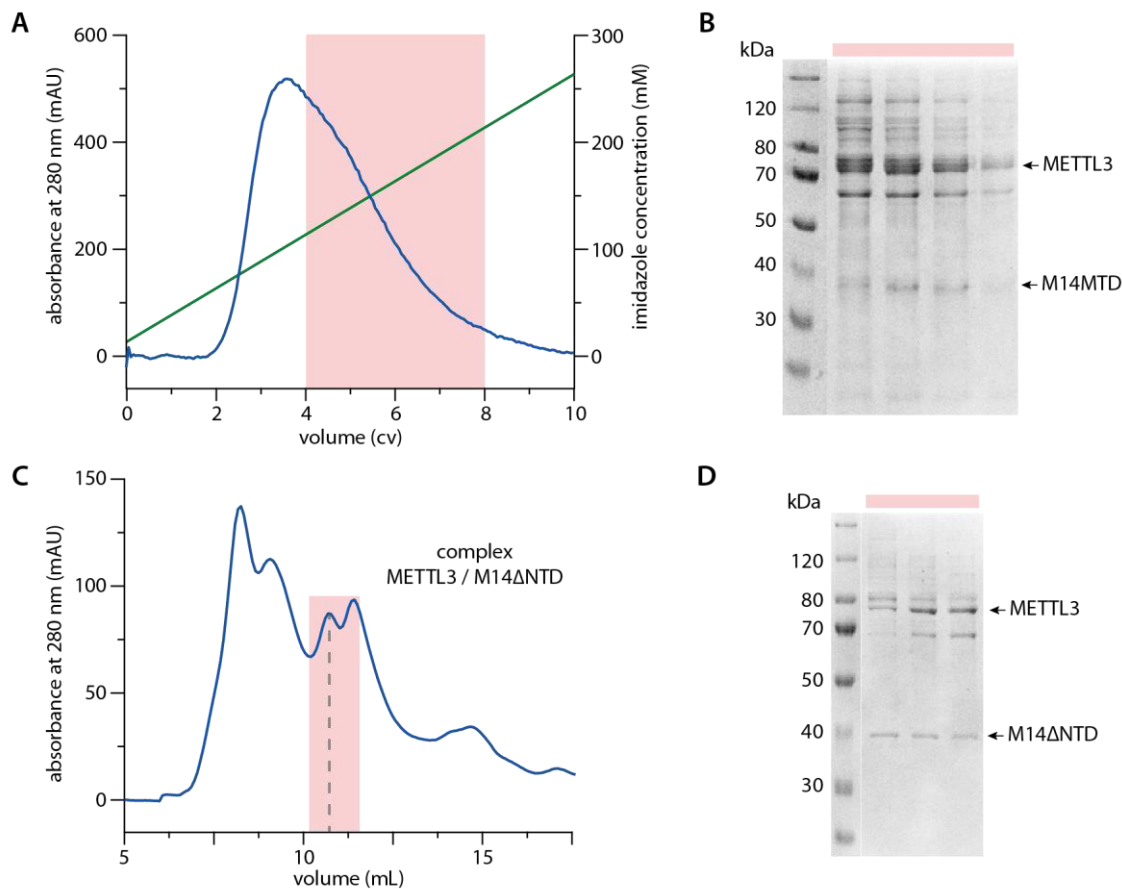 A
absorbance at 280 nm (mAU)
600
400
200
0
300
200
100
0
imidazole concentration (mM)
0
2
4
6
8
10
volume (cv)
B
kDa
120
80
70
50
40
30
METTL3
M14MTD
C
absorbance at 280 nm (mAU)
150
100
50
0
complex
METTL3 / M14ΔNTD
5
10
15
volume (mL)
D
kDa
120
80
70
50
40
30
METTL3
M14ΔNTD